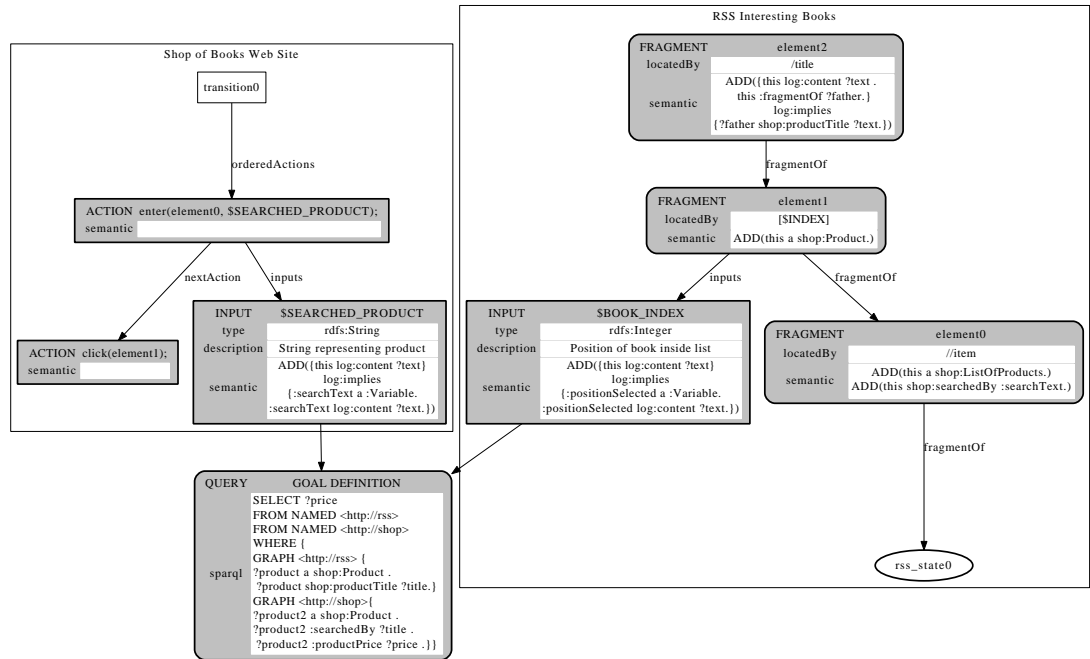 Shop of Books Web Site
transition0
orderedActions
ACTION enter(element0, $SEARCHED_PRODUCT);
semantic
nextAction
inputs
ACTION click(element1);
semantic
INPUT $SEARCHED_PRODUCT
type rdfs:String
description String representing product
semantic
ADD({this log:content ?text}
log:implies
{:searchText a :Variable.
:searchText log:content ?text.})
RSS Interesting Books
FRAGMENT element2
locatedBy /title
semantic
ADD({this log:content ?text .
this :fragmentOf ?father.}
log:implies
{?father shop:productTitle ?text.})
fragmentOf
FRAGMENT element1
locatedBy [$INDEX]
semantic ADD(this a shop:Product.)
inputs
fragmentOf
INPUT $BOOK_INDEX
type rdfs:Integer
description Position of book inside list
semantic
ADD({this log:content ?text}
log:implies
{:positionSelected a :Variable.
:positionSelected log:content ?text.})
FRAGMENT element0
locatedBy //item
semantic
ADD(this a shop:ListOfProducts.)
ADD(this shop:searchedBy :searchText.)
fragmentOf
rss_state0
QUERY GOAL DEFINITION
sparql
SELECT ?price
FROM NAMED <http://rss>
FROM NAMED <http://shop>
WHERE {
GRAPH <http://rss> {
?product a shop:Product .
?product shop:productTitle ?title.}
GRAPH <http://shop>{
?product2 a shop:Product .
?product2 :searchedBy ?title .
?product2 :productPrice ?price .}}